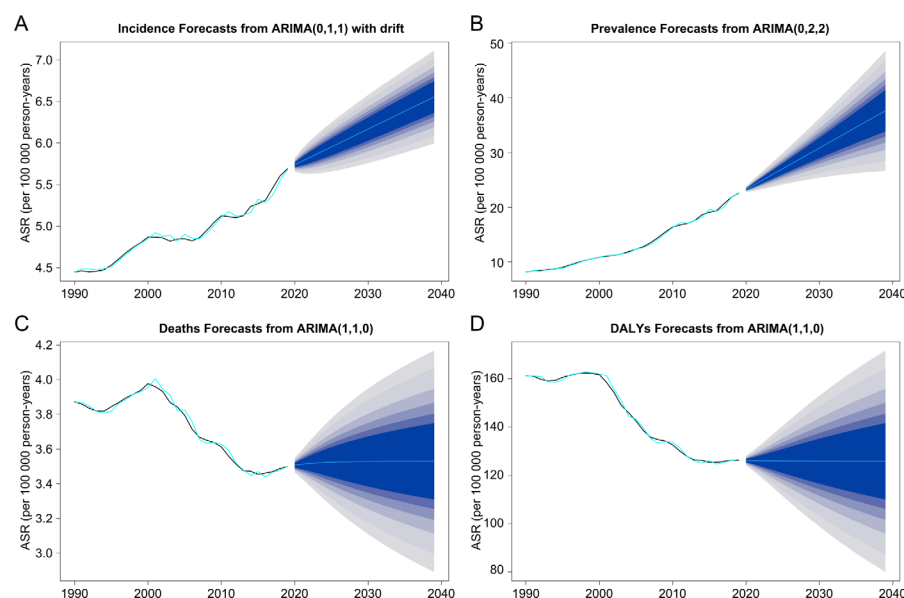 A
Incidence Forecasts from ARIMA(0,1,1) with drift
ASR (per 100 000 person-years)
7.0
6.5
6.0
5.5
5.0
4.5
1990 2000 2010 2020 2030 2040
B
Prevalence Forecasts from ARIMA(0,2,2)
ASR (per 100 000 person-years)
50
40
30
20
10
1990 2000 2010 2020 2030 2040
C
Deaths Forecasts from ARIMA(1,1,0)
ASR (per 100 000 person-years)
4.2
4.0
3.8
3.6
3.4
3.2
3.0
1990 2000 2010 2020 2030 2040
D
DALYs Forecasts from ARIMA(1,1,0)
ASR (per 100 000 person-years)
160
140
120
100
80
1990 2000 2010 2020 2030 2040